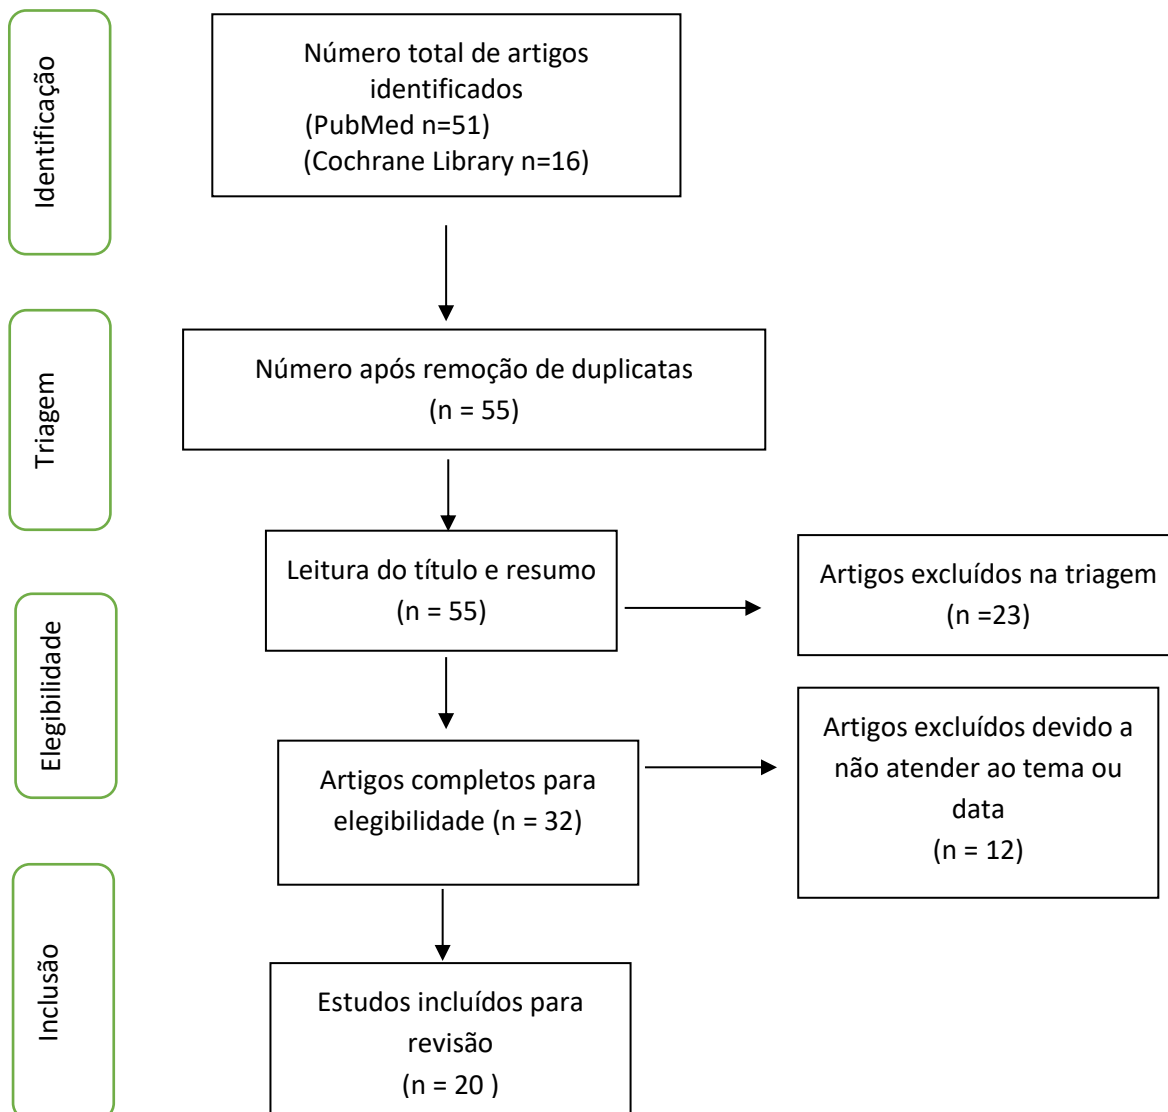 Identificação
Número total de artigos
identificados
(PubMed n=51)
(Cochrane Library n=16)
Triagem
Número após remoção de duplicatas
(n = 55)
Leitura do título e resumo
(n = 55)
Artigos excluídos na triagem
(n =23)
Elegibilidade
Artigos completos para
elegibilidade (n = 32)
Artigos excluídos devido a
não atender ao tema ou
data
(n = 12)
Inclusão
Estudos incluídos para
revisão
(n = 20 )